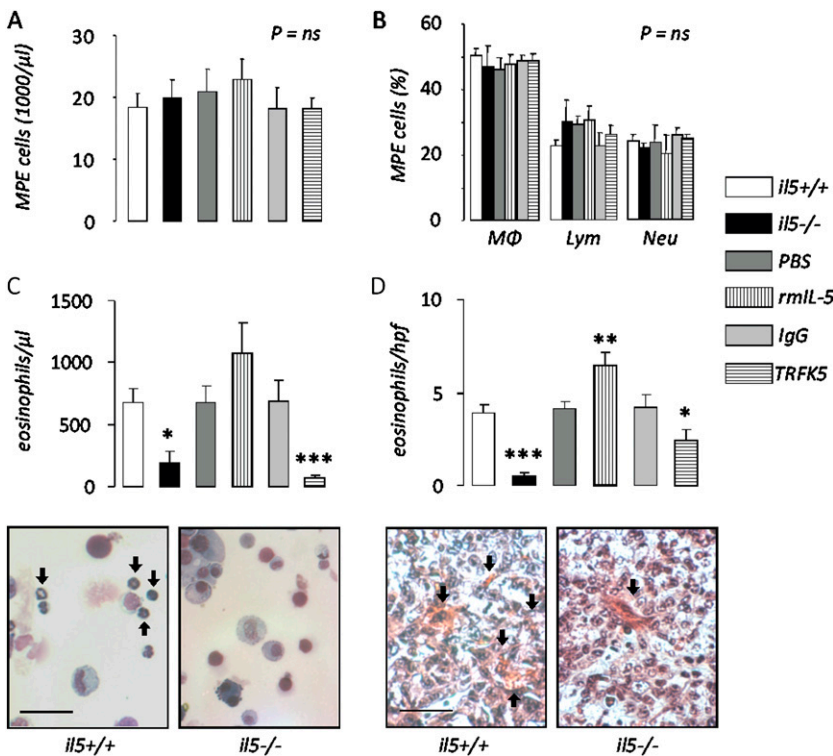 A
P = ns
MPE cells (1000/µl)
30
20
10
0
B
P = ns
MPE cells (%)
60
40
20
0
MΦ Lym Neu
il5+/+
il5-/-
PBS
rmIL-5
IgG
TRFK5
C
eosinophils/µl
1500
1000
500
0
*
***
D
eosinophils/hpf
10
5
0
***
**
*
il5+/+ il5-/-
il5+/+ il5-/-